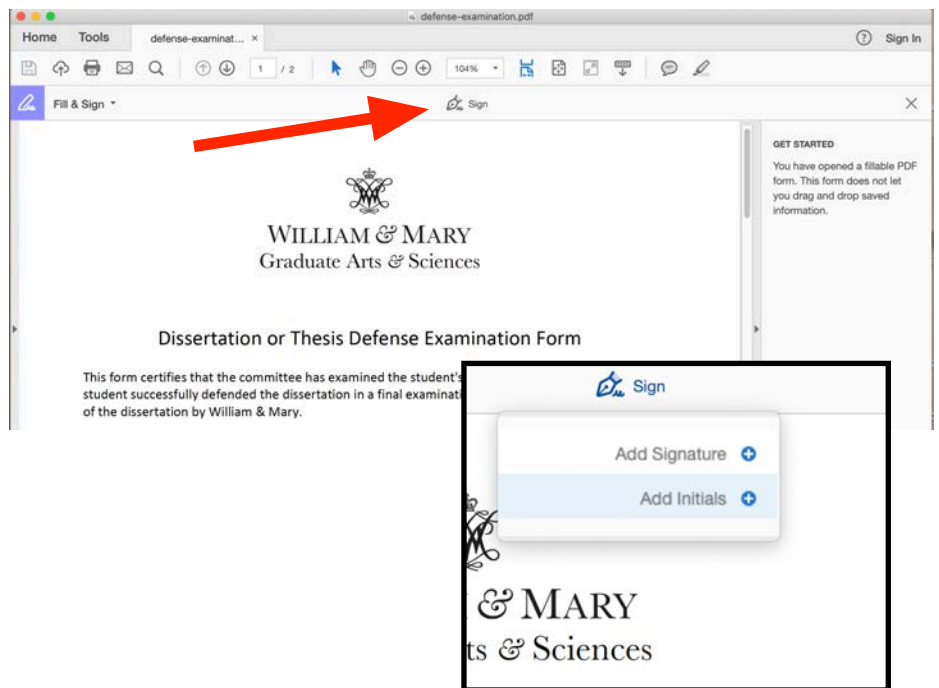 defense-examination.pdf
Home Tools defense-examinat... × ? Sign In
1 / 2 104%
Fill & Sign Sign
GET STARTED
You have opened a fillable PDF
form. This form does not let
you drag and drop saved
information.
WILLIAM & MARY
Graduate Arts & Sciences
Dissertation or Thesis Defense Examination Form
This form certifies that the committee has examined the student's
student successfully defended the dissertation in a final examinati
of the dissertation by William & Mary.
Sign
Add Signature
Add Initials
& MARY
ts & Sciences